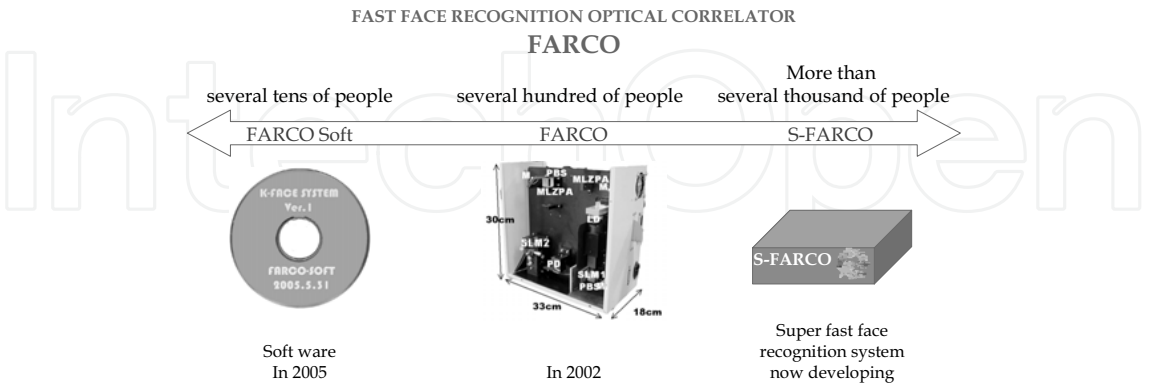 FAST FACE RECOGNITION OPTICAL CORRELATOR
FARCO
several tens of people
several hundred of people
More than
several thousand of people
FARCO Soft
FARCO
S-FARCO
K-FACE SYSTEM
Ver.1
FARCO-SOFT
2005.5.31
M.
PBS
MLZPA
MLZPA
M.
LD
SLM2
PD
SLM1
PBS
M.
30cm
33cm
18cm
S-FARCO
Soft ware
In 2005
In 2002
Super fast face
recognition system
now developing
IntechOpen